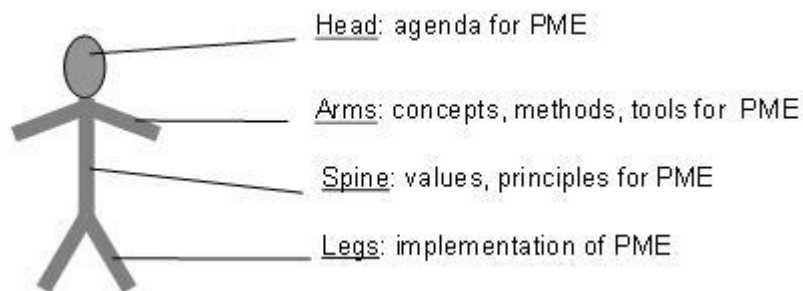 Head: agenda for PME
Arms: concepts, methods, tools for PME
Spine: values, principles for PME
Legs: implementation of PME